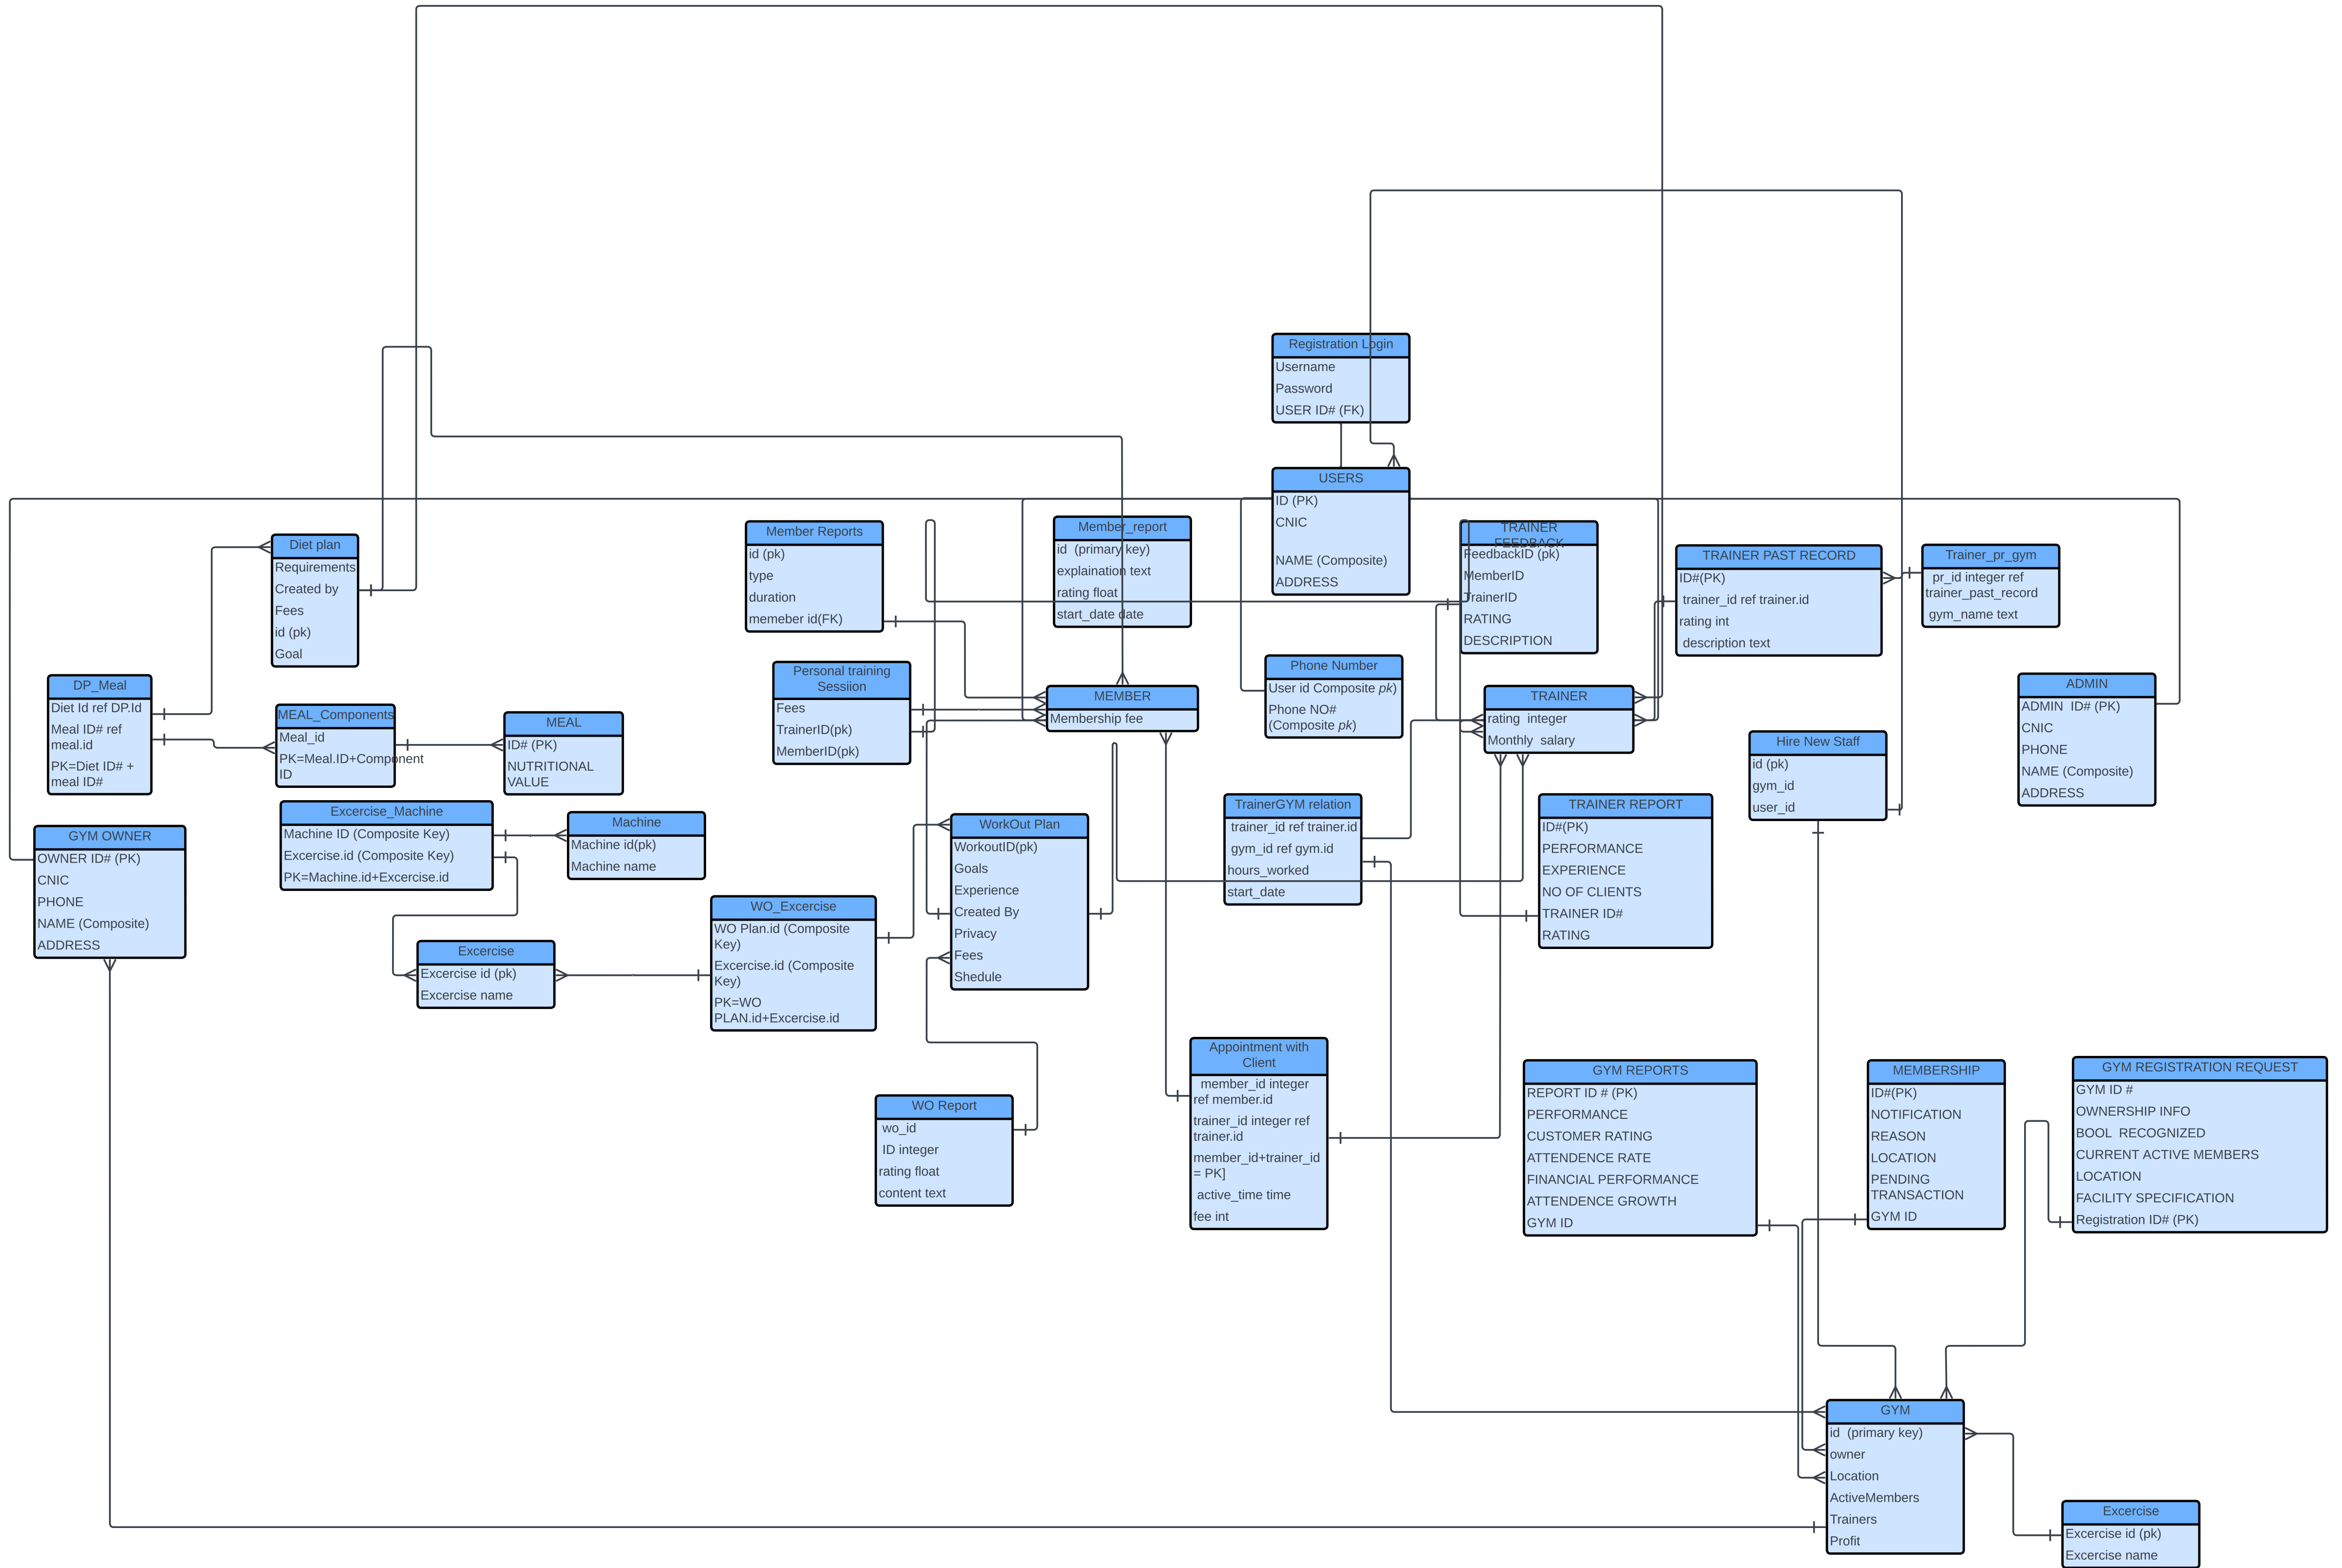 Registration Login
Username
Password
USER ID# (FK)
USERS
ID (PK)
CNIC
NAME (Composite)
ADDRESS
Diet plan
Requirements
Created by
Fees
id (pk)
Goal
Member Reports
id (pk)
type
duration
memeber id(FK)
Member_report
id  (primary key)
explaination text
rating float
start_date date
TRAINER
FEEDBACK
FeedbackID (pk)
MemberID
TrainerID
RATING
DESCRIPTION
TRAINER PAST RECORD
ID#(PK)
trainer_id ref trainer.id
rating int
description text
Trainer_pr_gym
pr_id integer ref
trainer_past_record
gym_name text
DP_Meal
Diet Id ref DP.Id
Meal ID# ref
meal.id
PK=Diet ID# +
meal ID#
MEAL_Components
Meal_id
PK=Meal.ID+Component
ID
MEAL
ID# (PK)
NUTRITIONAL
VALUE
Personal training
Sessiion
Fees
TrainerID(pk)
MemberID(pk)
MEMBER
Membership fee
Phone Number
User id Composite pk)
Phone NO#
(Composite pk)
TRAINER
rating  integer
Monthly  salary
Hire New Staff
id (pk)
gym_id
user_id
ADMIN
ADMIN  ID# (PK)
CNIC
PHONE
NAME (Composite)
ADDRESS
GYM OWNER
OWNER ID# (PK)
CNIC
PHONE
NAME (Composite)
ADDRESS
Excercise_Machine
Machine ID (Composite Key)
Excercise.id (Composite Key)
PK=Machine.id+Excercise.id
Machine
Machine id(pk)
Machine name
WorkOut Plan
WorkoutID(pk)
Goals
Experience
Created By
Privacy
Fees
Shedule
TrainerGYM relation
trainer_id ref trainer.id
gym_id ref gym.id
hours_worked
start_date
TRAINER REPORT
ID#(PK)
PERFORMANCE
EXPERIENCE
NO OF CLIENTS
TRAINER ID#
RATING
Excercise
Excercise id (pk)
Excercise name
WO_Excercise
WO Plan.id (Composite
Key)
Excercise.id (Composite
Key)
PK=WO
PLAN.id+Excercise.id
WO Report
wo_id
ID integer
rating float
content text
Appointment with
Client
member_id integer
ref member.id
trainer_id integer ref
trainer.id
member_id+trainer_id
= PK]
active_time time
fee int
GYM REPORTS
REPORT ID # (PK)
PERFORMANCE
CUSTOMER RATING
ATTENDENCE RATE
FINANCIAL PERFORMANCE
ATTENDENCE GROWTH
GYM ID
MEMBERSHIP
ID#(PK)
NOTIFICATION
REASON
LOCATION
PENDING
TRANSACTION
GYM ID
GYM REGISTRATION REQUEST
GYM ID #
OWNERSHIP INFO
BOOL  RECOGNIZED
CURRENT ACTIVE MEMBERS
LOCATION
FACILITY SPECIFICATION
Registration ID# (PK)
GYM
id  (primary key)
owner
Location
ActiveMembers
Trainers
Profit
Excercise
Excercise id (pk)
Excercise name